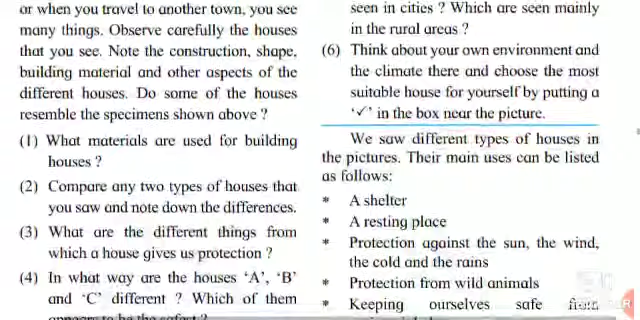 or when you travel to another town, you see
many things. Observe carefully the houses
that you see. Note the construction, shape,
building material and other aspects of the
different houses. Do some of the houses
resemble the specimens shown above ?
(1) What materials are used for building
houses ?
(2) Compare any two types of houses that
you saw and note down the differences.
(3) What are the different things from
which a house gives us protection ?
(4) In what way are the houses ‘A’, ‘B’
and ‘C’ different ? Which of them
appears to be the safest ?
seen in cities ? Which are seen mainly
in the rural areas ?
(6) Think about your own environment and
the climate there and choose the most
suitable house for yourself by putting a
‘✓’ in the box near the picture.
We saw different types of houses in
the pictures. Their main uses can be listed
as follows:
* A shelter
* A resting place
* Protection against the sun, the wind,
the cold and the rains
* Protection from wild animals
* Keeping ourselves safe from